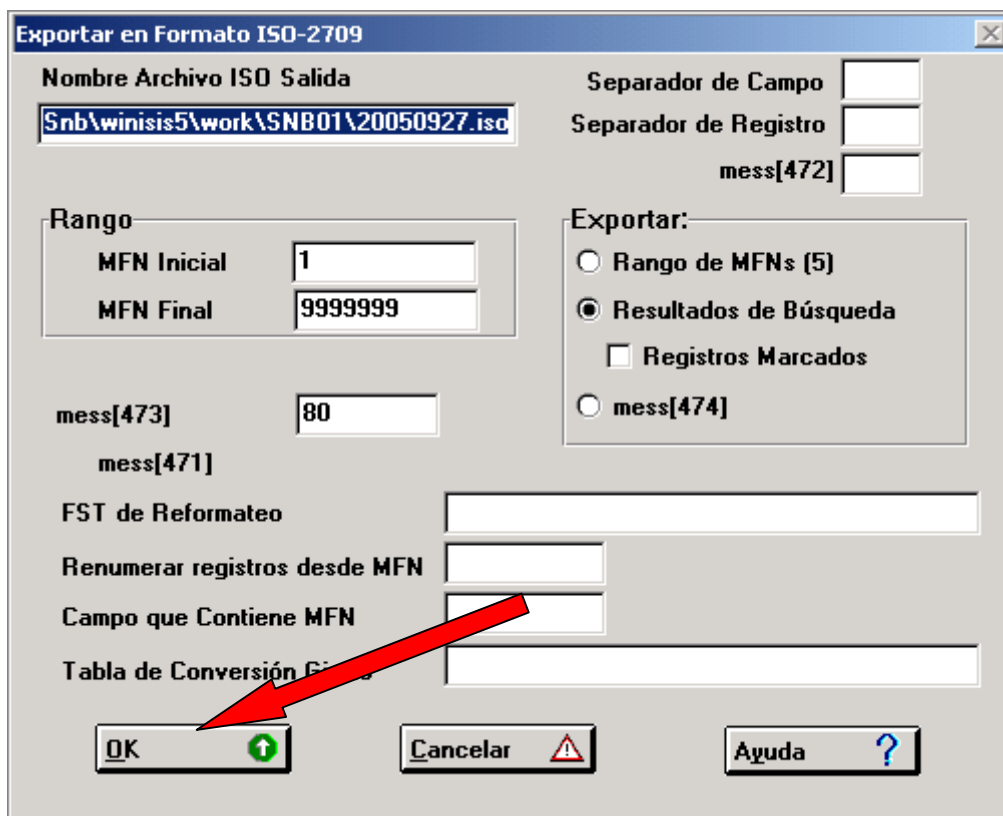 Exportar en Formato ISO-2709
Nombre Archivo ISO Salida
Snb\winisis5\work\SNB01\20050927.iso
Separador de Campo
Separador de Registro
mess[472]
Rango
MFN Inicial 1
MFN Final 9999999
Exportar:
Rango de MFNs (5)
Resultados de Búsqueda
Registros Marcados
mess[474]
mess[473] 80
mess[471]
FST de Reformateo
Renumerar registros desde MFN
Campo que Contiene MFN
Tabla de Conversión
OK
Cancelar
Ayuda ?